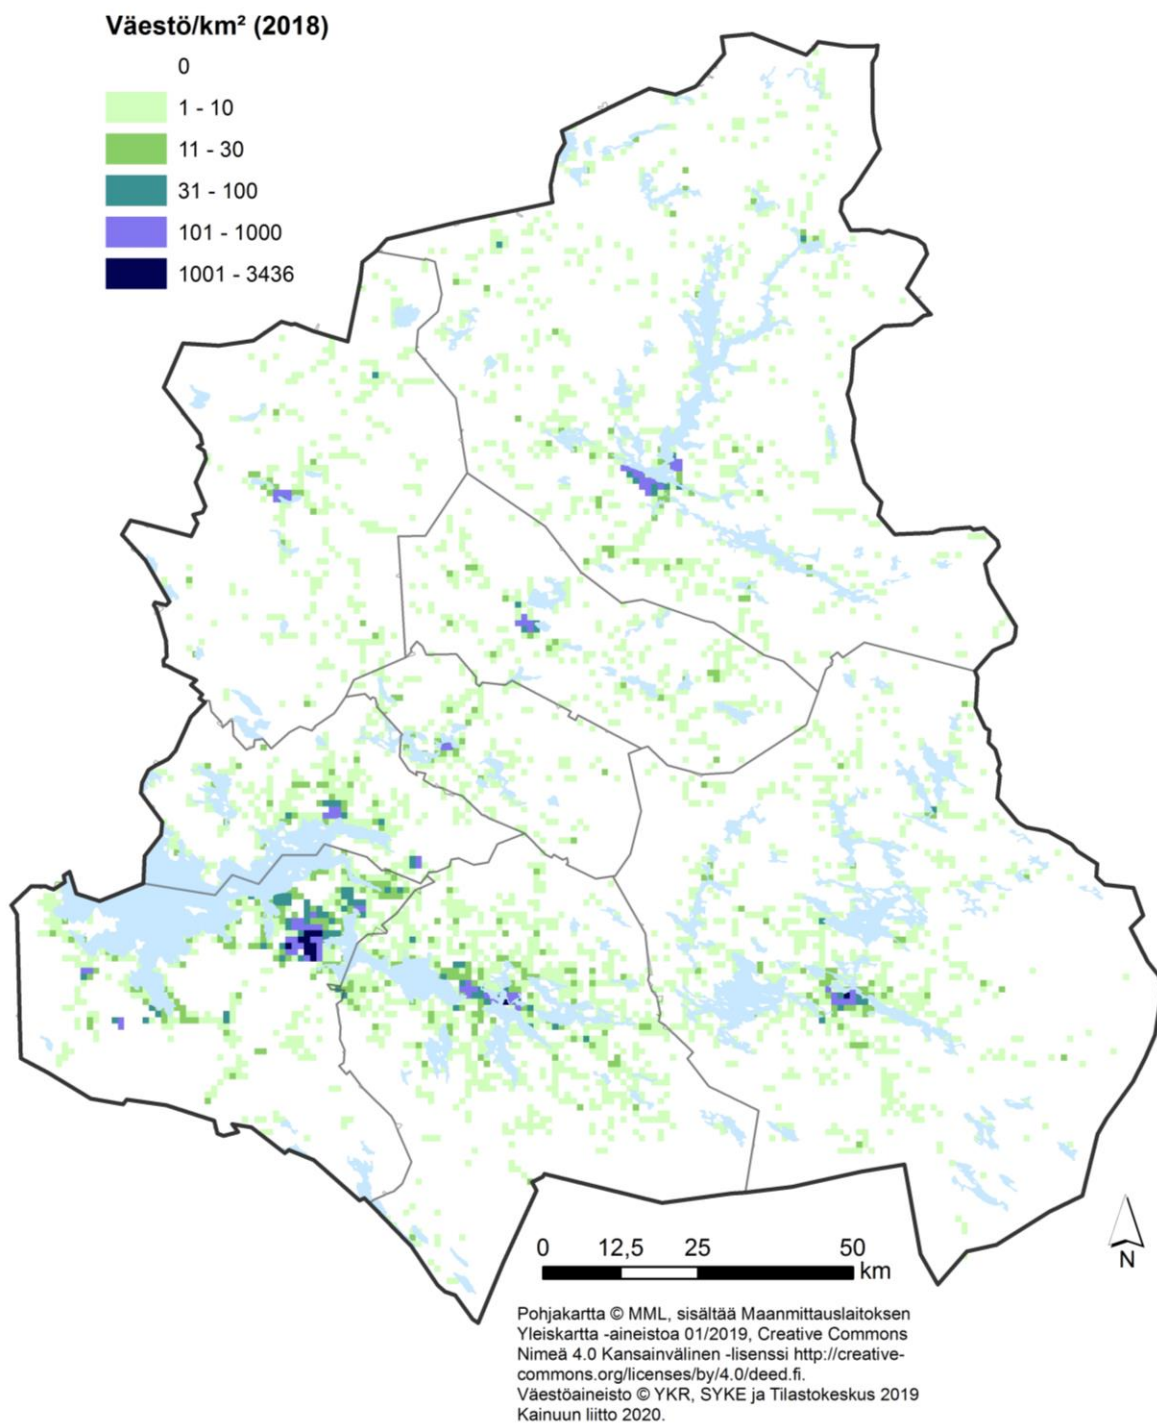 Väestö/km² (2018)
0
1 - 10
11 - 30
31 - 100
101 - 1000
1001 - 3436
0 12,5 25 50
km
N
Pohjakartta © MML, sisältää Maanmittauslaitoksen
Yleiskartta -aineistoa 01/2019, Creative Commons
Nimeä 4.0 Kansainvälinen -lisenssi http://creative-
commons.org/licenses/by/4.0/deed.fi.
Väestöaineisto © YKR, SYKE ja Tilastokeskus 2019
Kainuun liitto 2020.